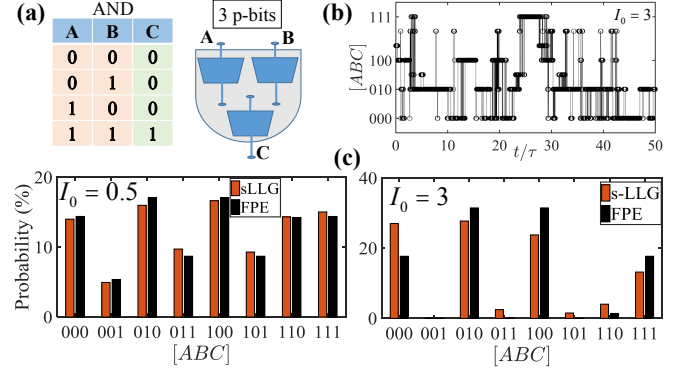 (a)
AND
A B C
0 0 0
0 1 0
1 0 0
1 1 1
3 p-bits
A
B
C
(b)
I_0 = 3
[ABC]
111
100
010
000
0 10 20 30 40 50
t/τ
I_0 = 0.5
sLLG
FPE
Probability (%)
20
10
0
000 001 010 011 100 101 110 111
[ABC]
(c)
I_0 = 3
s-LLG
FPE
40
20
0
000 001 010 011 100 101 110 111
[ABC]